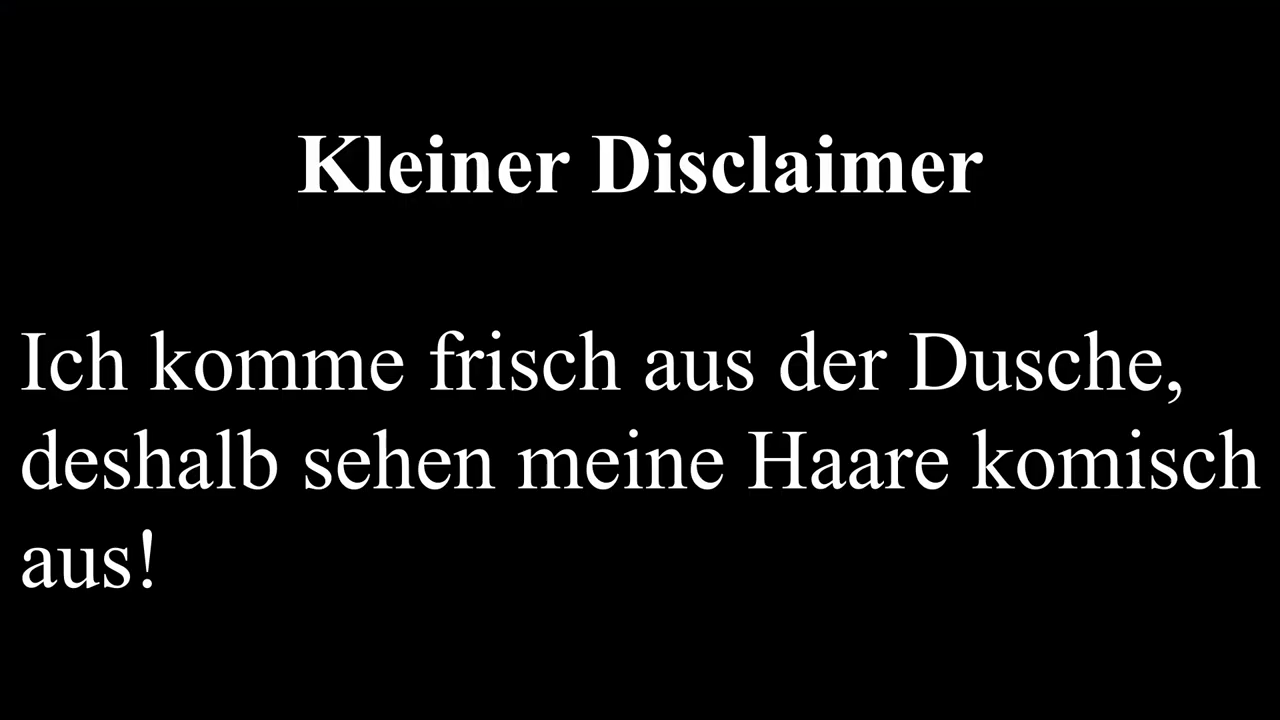 Kleiner Disclaimer
Ich komme frisch aus der Dusche,
deshalb sehen meine Haare komisch
aus!